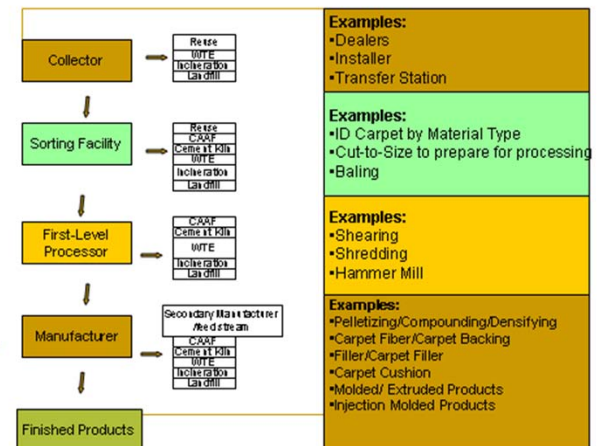 Collector
Reuse
WTE
Incineration
Landfill
Examples:
▪Dealers
▪Installer
▪Transfer Station
Sorting Facility
Reuse
CAAF
Cement Kiln
WTE
Incineration
Landfill
Examples:
▪ID Carpet by Material Type
▪Cut-to-Size to prepare for processing
▪Baling
First-Level
Processor
CAAF
Cement Kiln
WTE
Incineration
Landfill
Examples:
▪Shearing
▪Shredding
▪Hammer Mill
Manufacturer
Secondary Manufacturer
/feedstream
CAAF
Cement Kiln
WTE
Incineration
Landfill
Examples:
▪Pelletizing/Compounding/Densifying
▪Carpet Fiber/Carpet Backing
▪Filler/Carpet Filler
▪Carpet Cushion
▪Molded/ Extruded Products
▪Injection Molded Products
Finished Products